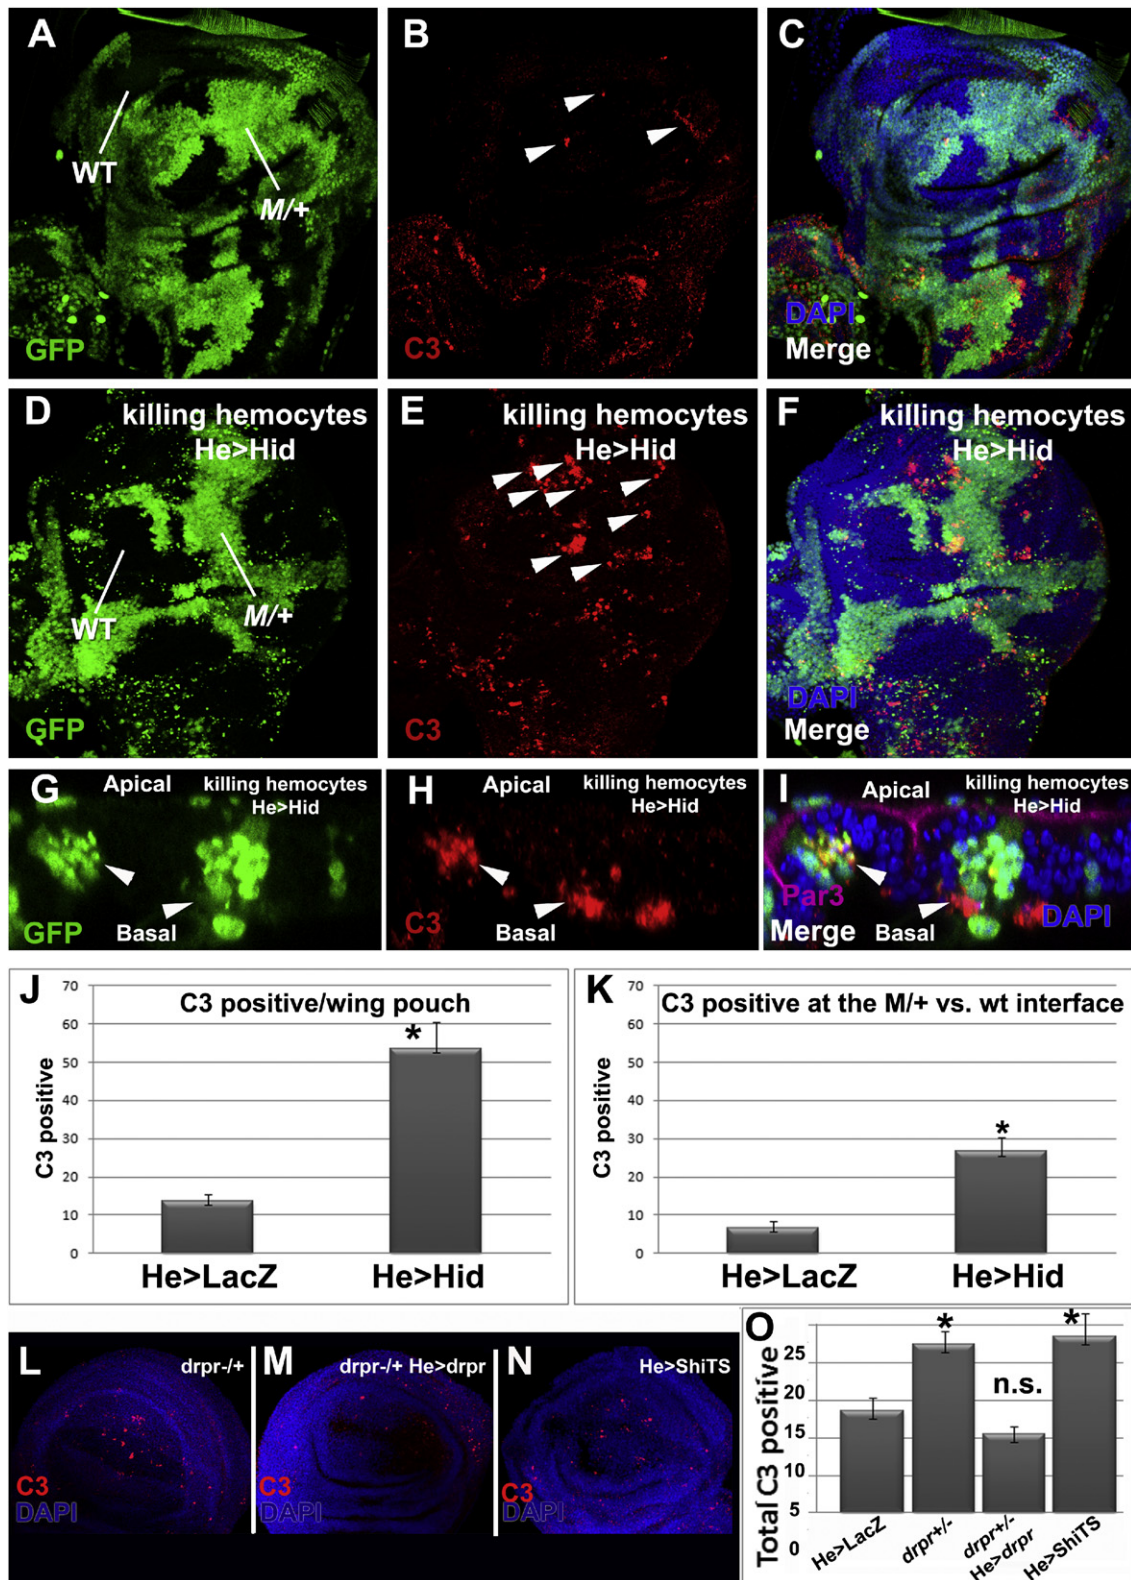 A
WT
M/+
GFP
B
C3
C
DAPI
Merge
D
killing hemocytes
He>Hid
WT
M/+
GFP
E
killing hemocytes
He>Hid
C3
F
killing hemocytes
He>Hid
DAPI
Merge
G
Apical
killing hemocytes
He>Hid
GFP
Basal
H
Apical
killing hemocytes
He>Hid
C3
Basal
I
Apical
killing hemocytes
He>Hid
Par3
Merge
Basal
DAPI
J
C3 positive/wing pouch
C3 positive
70
60
50
40
30
20
10
0
*
He>LacZ
He>Hid
K
C3 positive at the M/+ vs. wt interface
C3 positive
70
60
50
40
30
20
10
0
*
He>LacZ
He>Hid
L
drpr-/+
C3
DAPI
M
drpr-/+ He>drpr
C3
DAPI
N
He>ShiTS
C3
DAPI
O
Total C3 positive
25
20
15
10
5
0
*
n.s.
*
He>LacZ
drpr+/-
drpr+/-
He>drpr
He>ShiTS